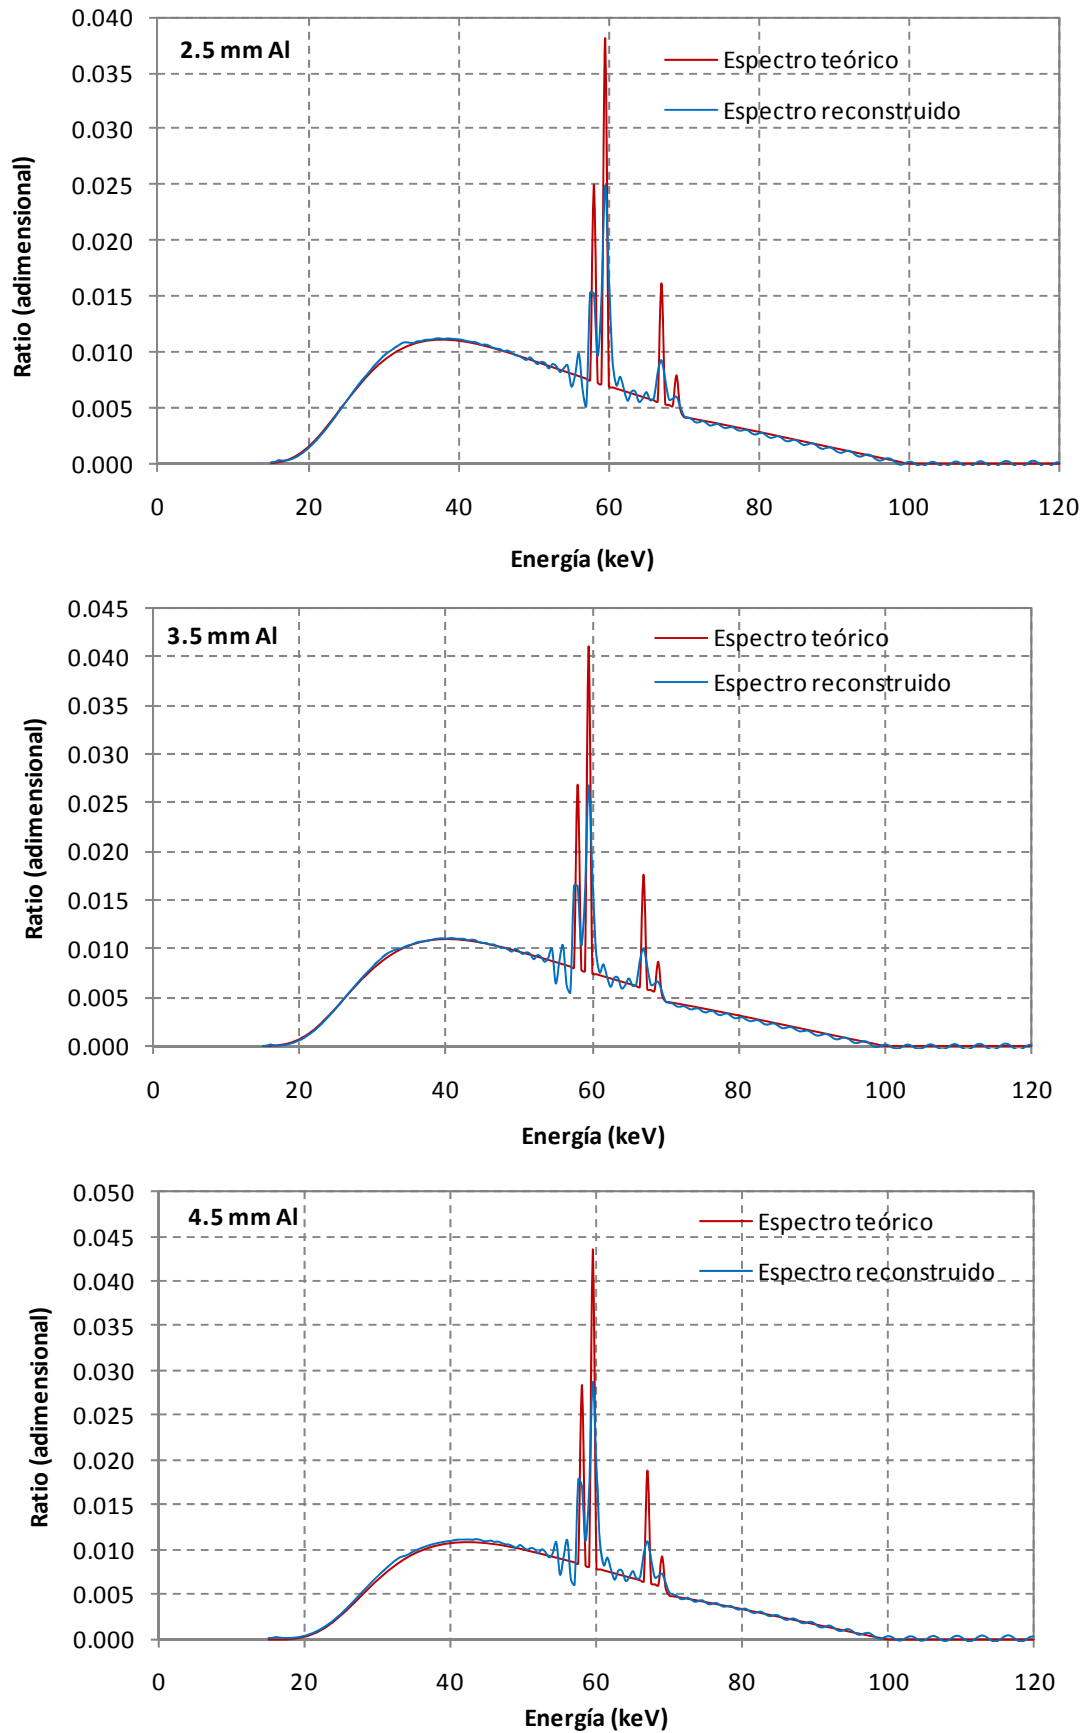 0.040
2.5 mm Al
Espectro teórico
0.035
Espectro reconstruido
0.030
0.025
0.020
0.015
0.010
0.005
0.000
Ratio (adimensional)
0 20 40 60 80 100 120
Energía (keV)
0.045
3.5 mm Al
Espectro teórico
0.040
Espectro reconstruido
0.035
0.030
0.025
0.020
0.015
0.010
0.005
0.000
Ratio (adimensional)
0 20 40 60 80 100 120
Energía (keV)
0.050
4.5 mm Al
Espectro teórico
0.045
Espectro reconstruido
0.040
0.035
0.030
0.025
0.020
0.015
0.010
0.005
0.000
Ratio (adimensional)
0 20 40 60 80 100 120
Energía (keV)